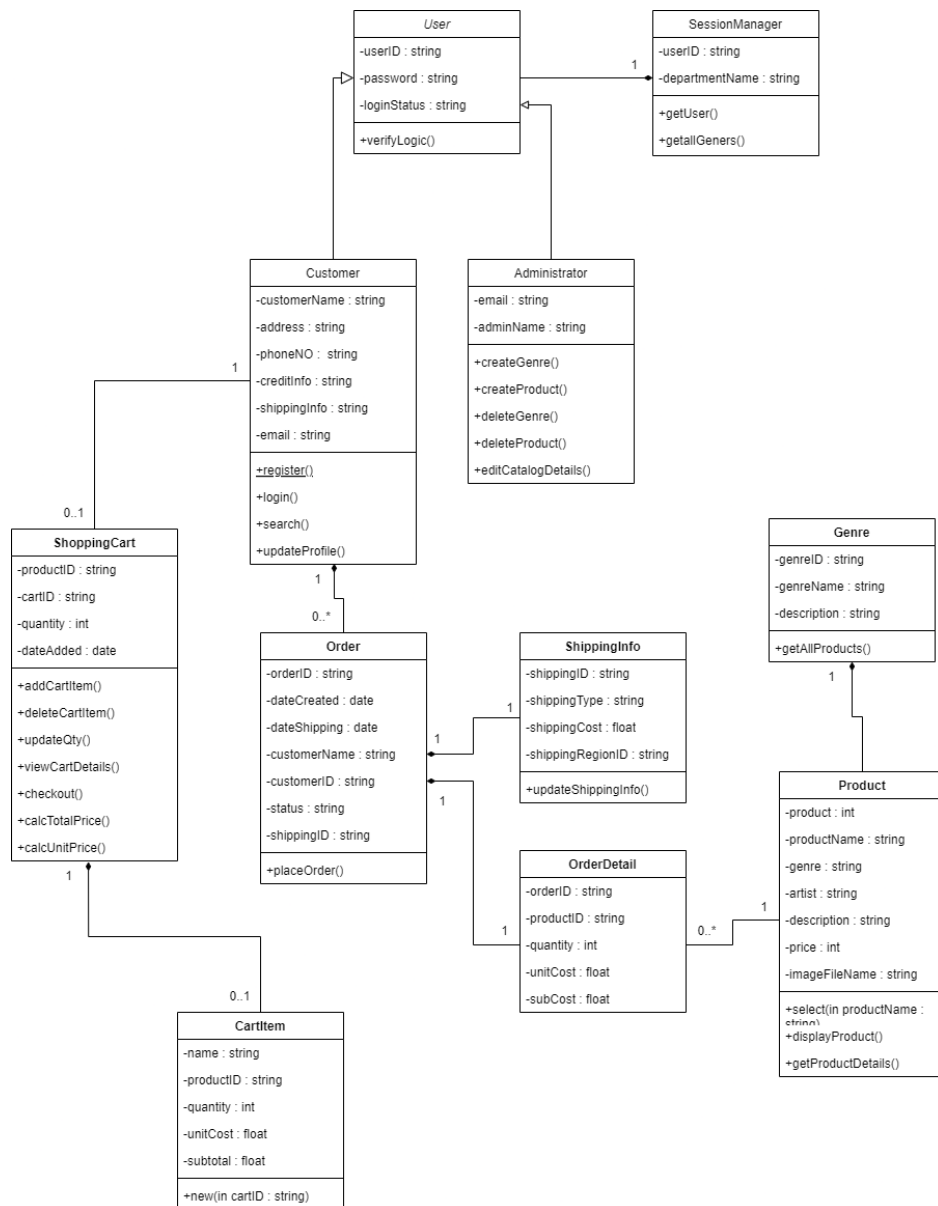 User
-userID : string
-password : string
-loginStatus : string
+verifyLogic()
1
SessionManager
-userID : string
-departmentName : string
+getUser()
+getallGeners()
Customer
-customerName : string
-address : string
-phoneNO : string
-creditInfo : string
-shippingInfo : string
-email : string
+register()
+login()
+search()
+updateProfile()
Administrator
-email : string
-adminName : string
+createGenre()
+createProduct()
+deleteGenre()
+deleteProduct()
+editCatalogDetails()
1
0..1
ShoppingCart
-productID : string
-cartID : string
-quantity : int
-dateAdded : date
+addCartItem()
+deleteCartItem()
+updateQty()
+viewCartDetails()
+checkout()
+calcTotalPrice()
+calcUnitPrice()
1
0..*
Order
-orderID : string
-dateCreated : date
-dateShipping : date
-customerName : string
-customerID : string
-status : string
-shippingID : string
+placeOrder()
1
1
ShippingInfo
-shippingID : string
-shippingType : string
-shippingCost : float
-shippingRegionID : string
+updateShippingInfo()
1
1
OrderDetail
-orderID : string
-productID : string
-quantity : int
-unitCost : float
-subCost : float
0..*
1
Genre
-genreID : string
-genreName : string
-description : string
+getAllProducts()
1
Product
-product : int
-productName : string
-genre : string
-artist : string
-description : string
-price : int
-imageFileName : string
+select(in productName :
string)
+displayProduct()
+getProductDetails()
1
0..1
CartItem
-name : string
-productID : string
-quantity : int
-unitCost : float
-subtotal : float
+new(in cartID : string)